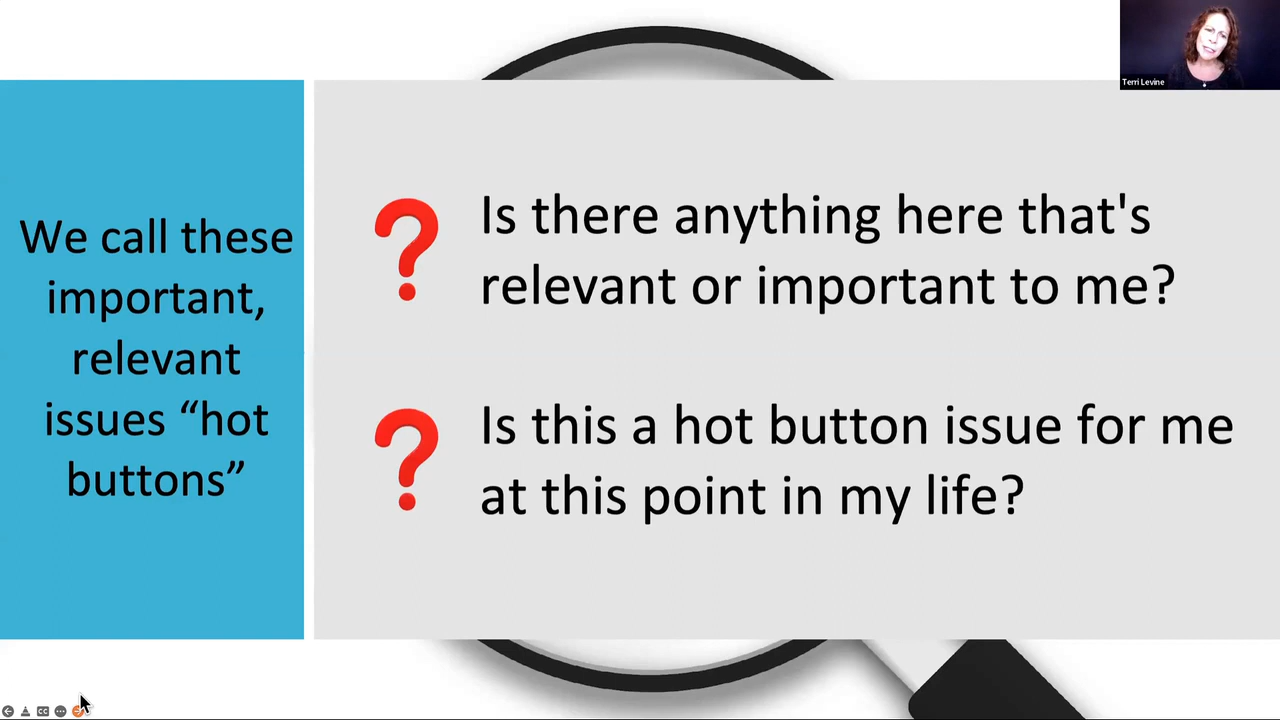 Terri Levine
We call these
important,
relevant
issues “hot
buttons”
❓ Is there anything here that's
relevant or important to me?
❓ Is this a hot button issue for me
at this point in my life?
CC